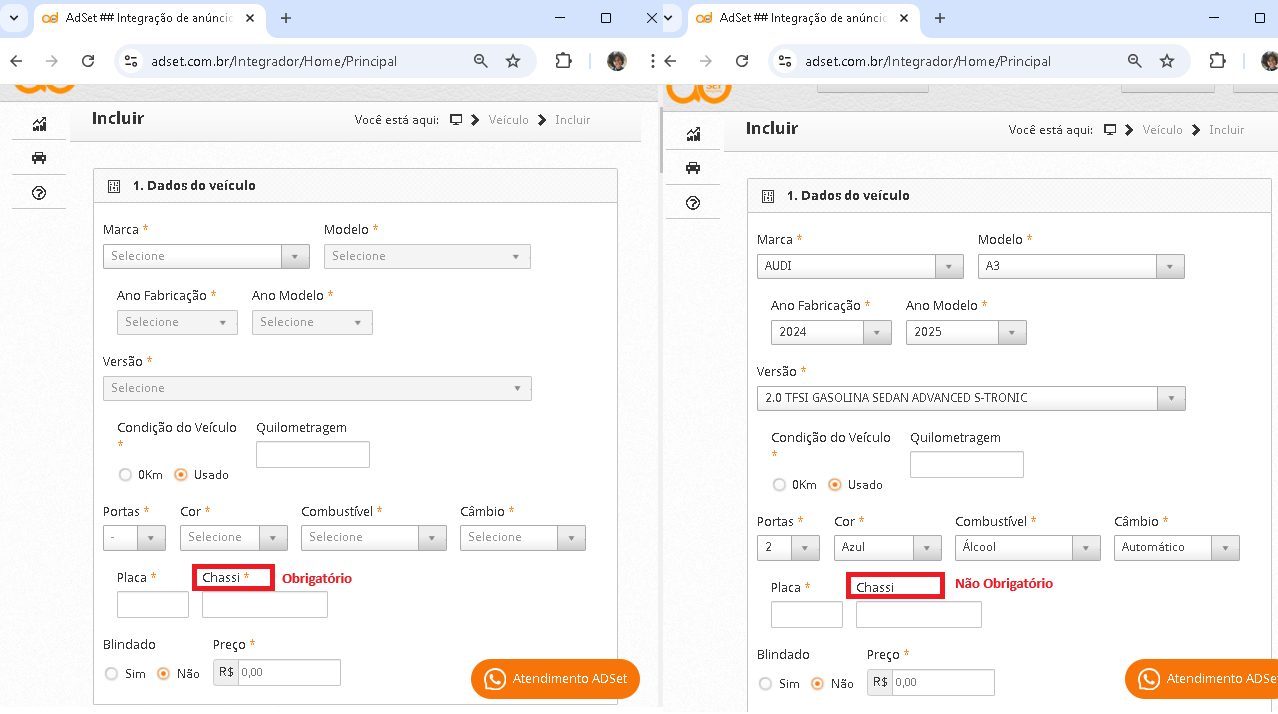 AdSet ## Integração de anúnci
adset.com.br/Integrador/Home/Principal
Incluir
Você está aqui: Veículo Incluir
1. Dados do veículo
Marca * Modelo *
Selecione Selecione
Ano Fabricação * Ano Modelo *
Selecione Selecione
Versão *
Selecione
Condição do Veículo Quilometragem
*
0Km Usado
Portas * Cor * Combustível * Câmbio *
- Selecione Selecione Selecione
Placa * Chassi * Obrigatório
Blindado Preço *
Sim Não R$ 0,00
Atendimento ADSet
AdSet ## Integração de anúnci
adset.com.br/Integrador/Home/Principal
Set
Incluir
Você está aqui: Veículo Incluir
1. Dados do veículo
Marca * Modelo *
AUDI A3
Ano Fabricação * Ano Modelo *
2024 2025
Versão *
2.0 TFSI GASOLINA SEDAN ADVANCED S-TRONIC
Condição do Veículo Quilometragem
*
0Km Usado
Portas * Cor * Combustível * Câmbio *
2 Azul Álcool Automático
Placa * Chassi Não Obrigatório
Blindado Preço *
Sim Não R$ 0,00
Atendimento ADSe